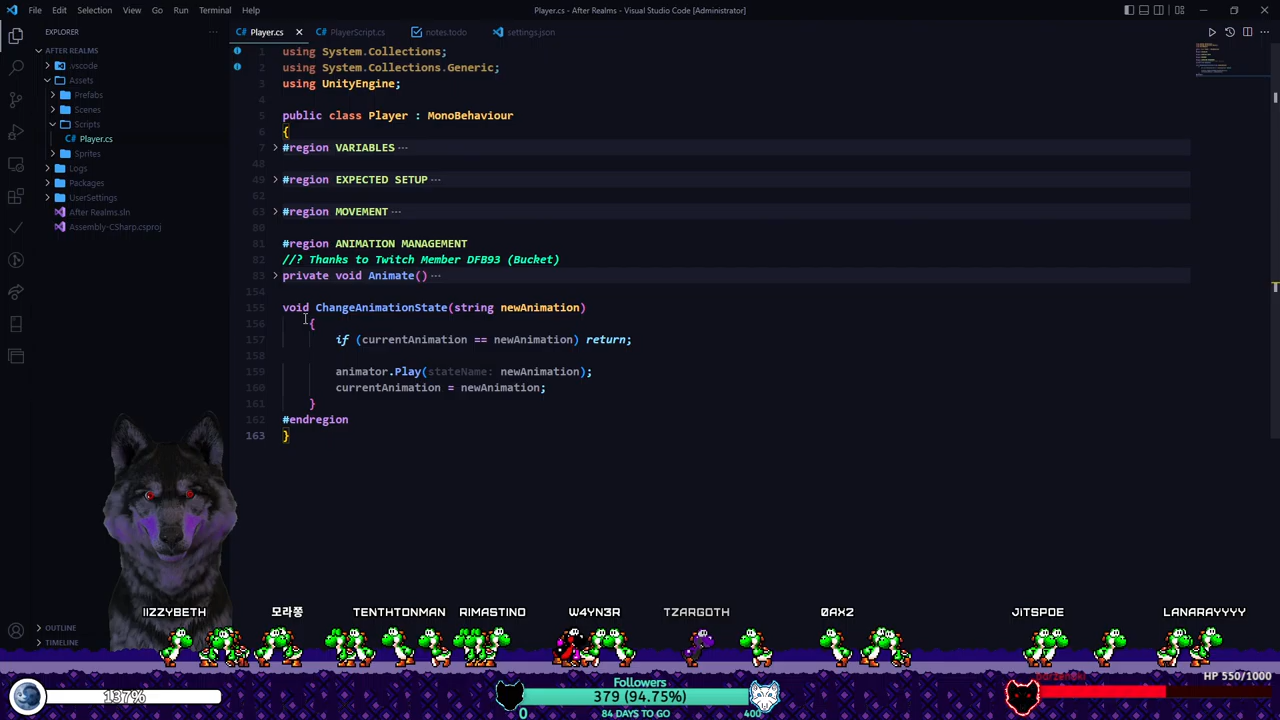 File Edit Selection View Go Run Terminal Help
Player.cs - After Realms - Visual Studio Code [Administrator]
EXPLORER
AFTER REALMS
.vscode
Assets
Prefabs
Scenes
Scripts
Player.cs
Sprites
Logs
Packages
UserSettings
After Realms.sln
Assembly-CSharp.csproj
OUTLINE
TIMELINE
Player.cs PlayerScript.cs notes.todo settings.json
1 using System.Collections;
2 using System.Collections.Generic;
3 using UnityEngine;
4
5 public class Player : MonoBehaviour
6 {
7 #region VARIABLES ...
48
49 #region EXPECTED SETUP ...
62
63 #region MOVEMENT ...
80
81 #region ANIMATION MANAGEMENT
82 //? Thanks to Twitch Member DFB93 (Bucket)
83 private void Animate() ...
154
155 void ChangeAnimationState(string newAnimation)
156 {
157 if (currentAnimation == newAnimation) return;
158
159 animator.Play(stateName: newAnimation);
160 currentAnimation = newAnimation;
161 }
162 #endregion
163 }
IIZZYBETH 모라쭝 TENTHTONMAN RIMASTINO W4YN3R TZARGOTH 0AX2 JITSPOE LANARAYYYY
137%
Followers
379 (94.75%)
0 84 DAYS TO GO 400
HP 550/1000